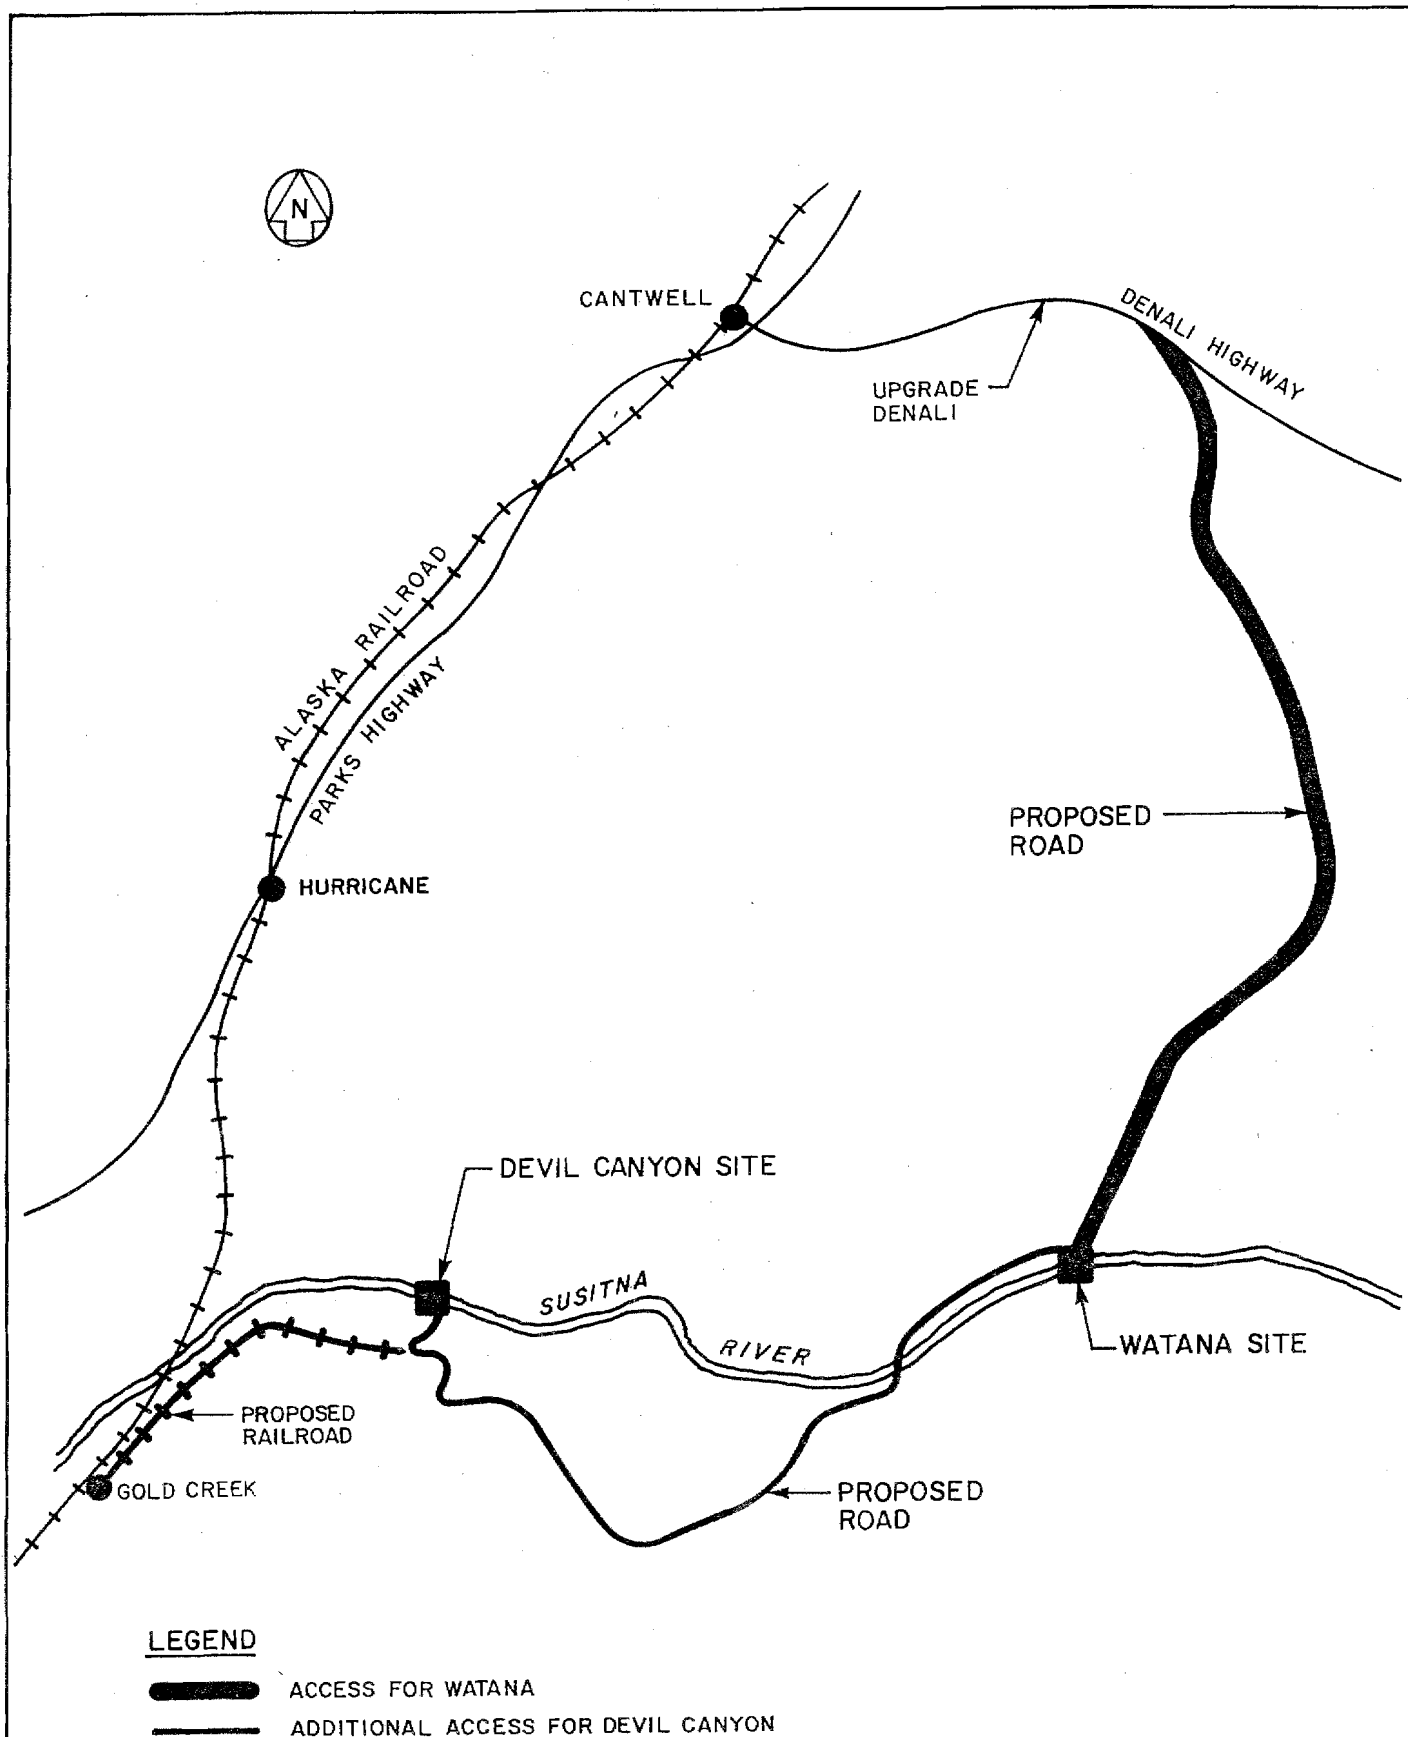 N
CANTWELL
DENALI HIGHWAY
UPGRADE
DENALI
ALASKA RAILROAD
PARKS HIGHWAY
PROPOSED
ROAD
HURRICANE
DEVIL CANYON SITE
SUSITNA
RIVER
WATANA SITE
PROPOSED
RAILROAD
GOLD CREEK
PROPOSED
ROAD
LEGEND
ACCESS FOR WATANA
ADDITIONAL ACCESS FOR DEVIL CANYON